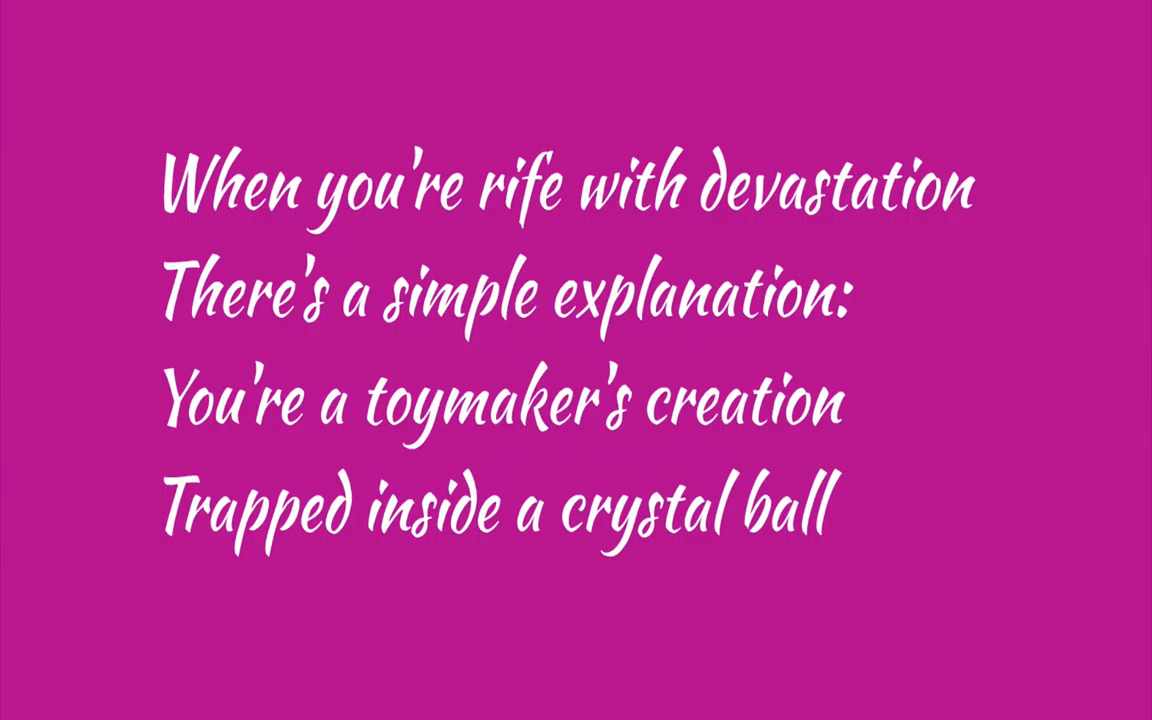 When you're rife with devastation
There's a simple explanation:
You're a toymaker's creation
Trapped inside a crystal ball